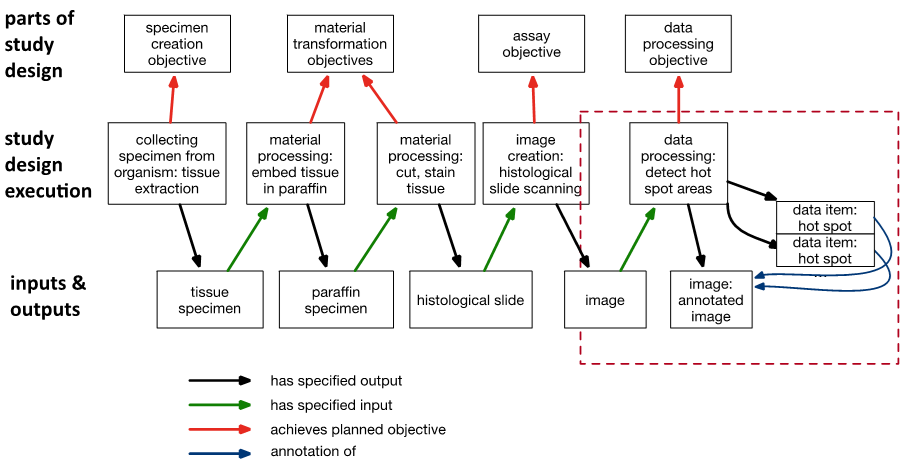 parts of
study
design
specimen
creation
objective
material
transformation
objectives
assay
objective
data
processing
objective
study
design
execution
collecting
specimen from
organism: tissue
extraction
material
processing:
embed tissue
in paraffin
material
processing:
cut, stain
tissue
image
creation:
histological
slide scanning
data
processing:
detect hot
spot areas
data item:
hot spot
data item:
hot spot
...
inputs &
outputs
tissue
specimen
paraffin
specimen
histological slide
image
image:
annotated
image
has specified output
has specified input
achieves planned objective
annotation of